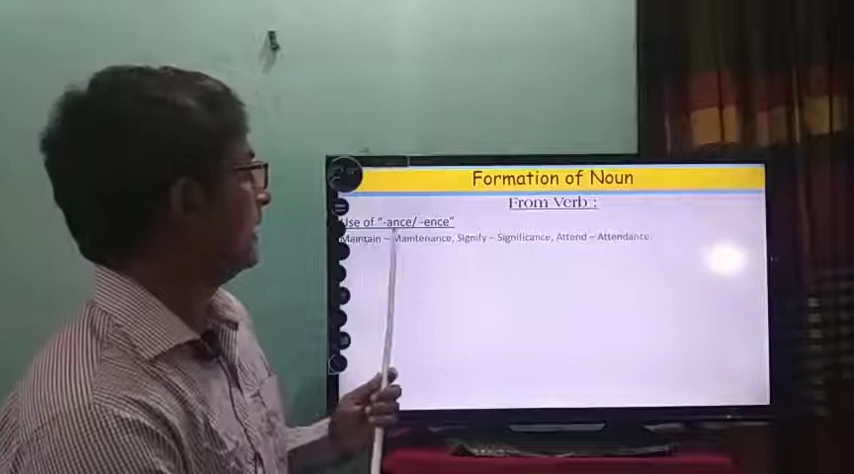 Formation of Noun
From Verb :
Use of "-ance/ -ence"
Maintain – Maintenance, Signify – Significance, Attend – Attendance.